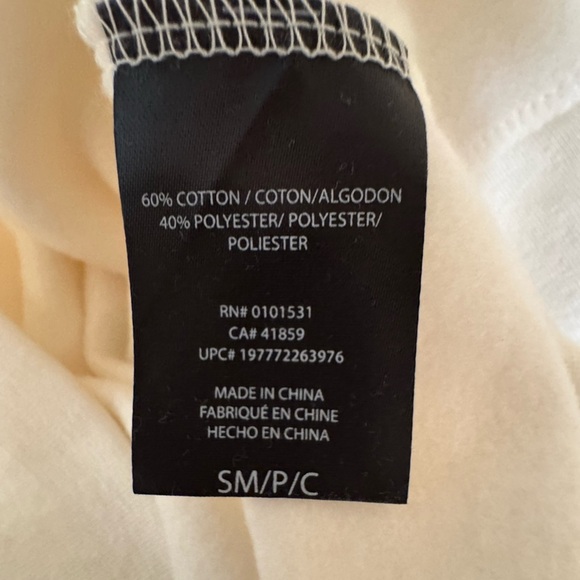 60% COTTON / COTON/ALGODON
40% POLYESTER/ POLYESTER/
POLIESTER
RN# 0101531
CA# 41859
UPC# 197772263976
MADE IN CHINA
FABRIQUÉ EN CHINE
HECHO EN CHINA
SM/P/C